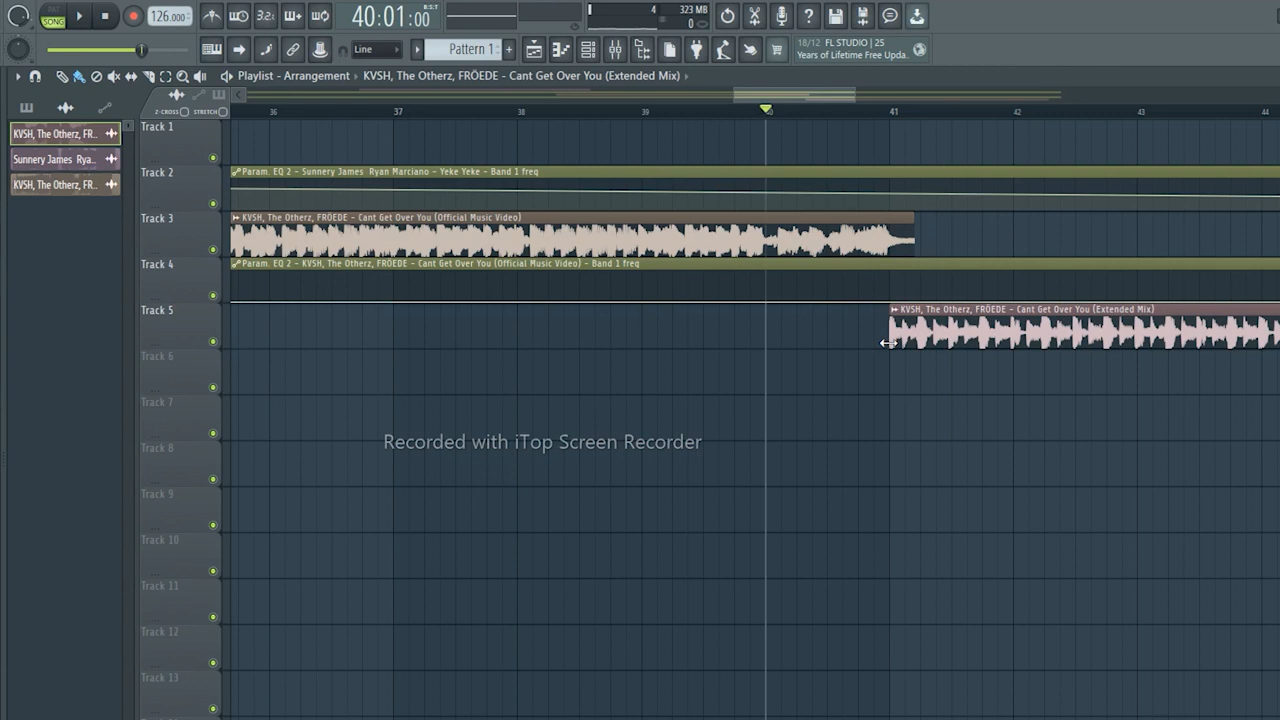 PAT
SONG
126.000
3.2.
40:01:00
B:S:T
4
323 MB
0
Line
Pattern 1
+
18/12 FL STUDIO | 25
Years of Lifetime Free Upda..
Playlist - Arrangement › KVSH, The Otherz, FRÖEDE - Cant Get Over You (Extended Mix) ›
Z-CROSS STRETCH
36 37 38 39 40 41 42 43 44
KVSH, The Otherz, FR..
Sunnery James Rya..
KVSH, The Otherz, FR..
Track 1
Track 2
Param. EQ 2 - Sunnery James Ryan Marciano - Yeke Yeke - Band 1 freq
Track 3
KVSH, The Otherz, FRÖEDE - Cant Get Over You (Official Music Video)
Track 4
Param. EQ 2 - KVSH, The Otherz, FRÖEDE - Cant Get Over You (Official Music Video) - Band 1 freq
Track 5
KVSH, The Otherz, FRÖEDE - Cant Get Over You (Extended Mix)
Track 6
Track 7
Track 8
Track 9
Track 10
Track 11
Track 12
Track 13
Recorded with iTop Screen Recorder